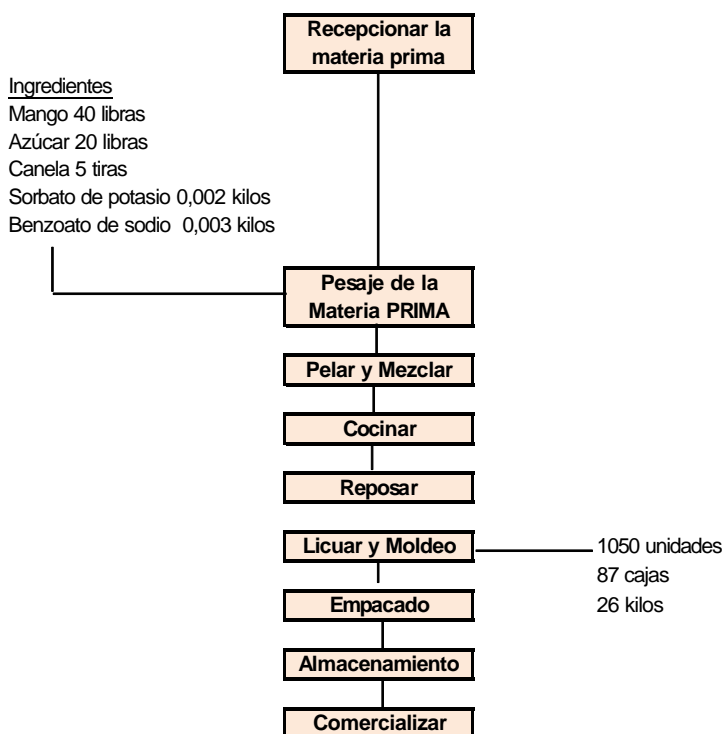 Recepcionar la
materia prima
Ingredientes
Mango 40 libras
Azúcar 20 libras
Canela 5 tiras
Sorbato de potasio 0,002 kilos
Benzoato de sodio 0,003 kilos
Pesaje de la
Materia PRIMA
Pelar y Mezclar
Cocinar
Reposar
Licuar y Moldeo
1050 unidades
87 cajas
26 kilos
Empacado
Almacenamiento
Comercializar